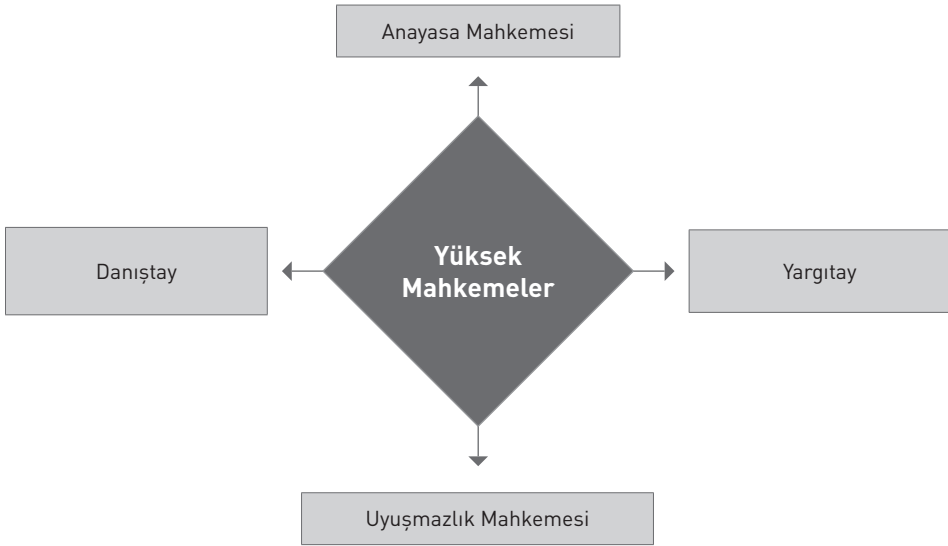 Anayasa Mahkemesi
Danıştay
Yüksek
Mahkemeler
Yargıtay
Uyuşmazlık Mahkemesi